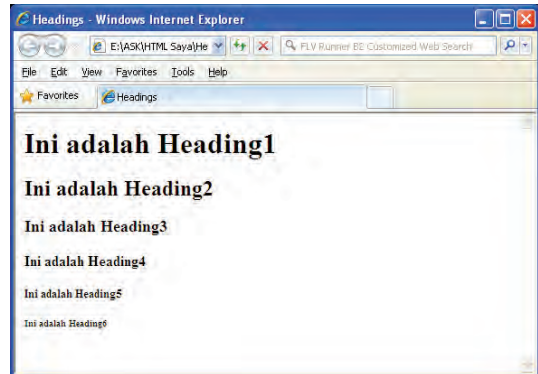 Headings - Windows Internet Explorer
E:\ASK\HTML Saya\He
FLV Runner B2 Customized Web Search
File Edit View Favorites Tools Help
Favorites Headings
Ini adalah Heading1
Ini adalah Heading2
Ini adalah Heading3
Ini adalah Heading4
Ini adalah Heading5
Ini adalah Heading6